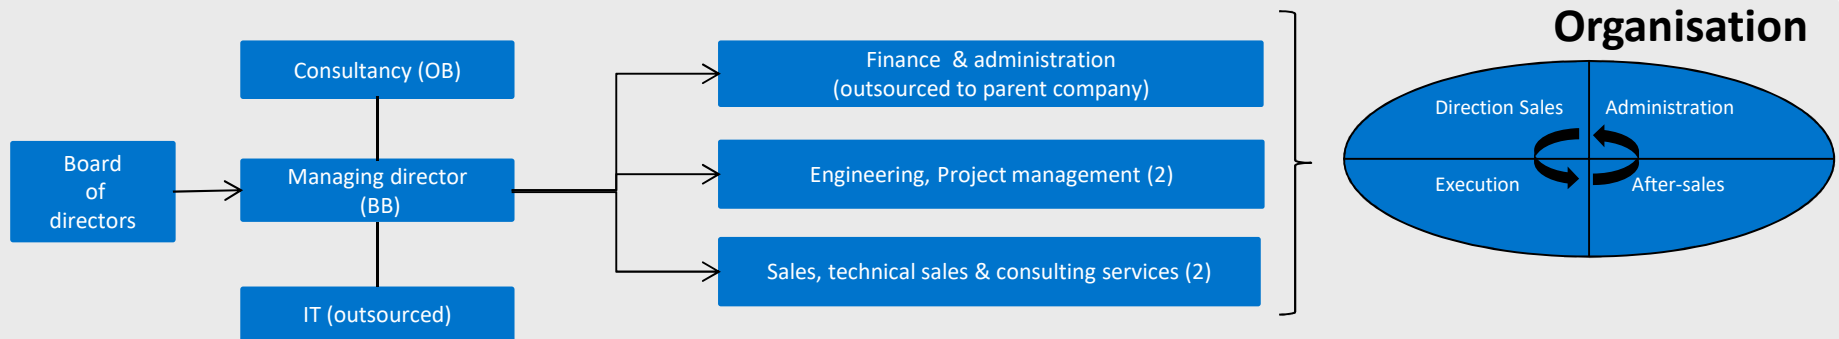 Organisation
Board
of
directors
Consultancy (OB)
Managing director
(BB)
IT (outsourced)
Finance & administration
(outsourced to parent company)
Engineering, Project management (2)
Sales, technical sales & consulting services (2)
Direction Sales
Administration
Execution
After-sales